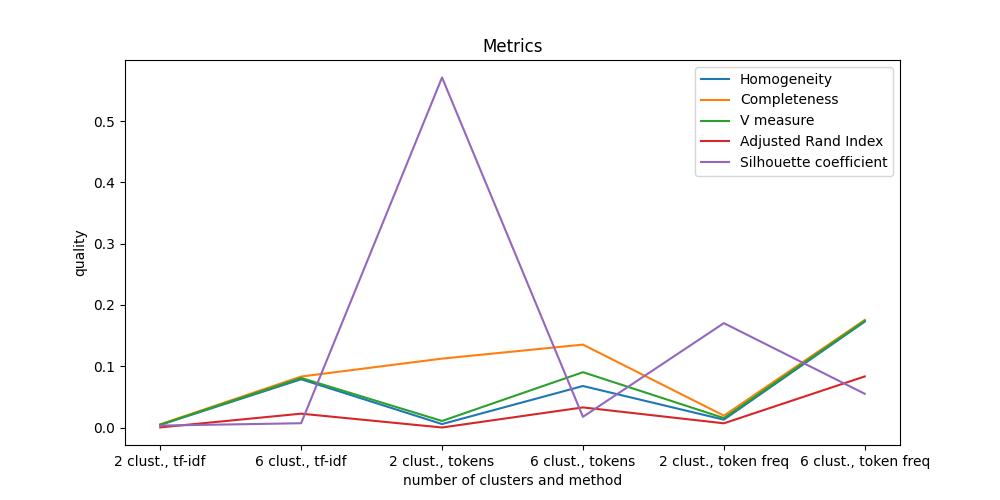 Metrics
Homogeneity
Completeness
V measure
Adjusted Rand Index
Silhouette coefficient
quality
0.5
0.4
0.3
0.2
0.1
0.0
2 clust., tf-idf
6 clust., tf-idf
2 clust., tokens
6 clust., tokens
2 clust., token freq
6 clust., token freq
number of clusters and method